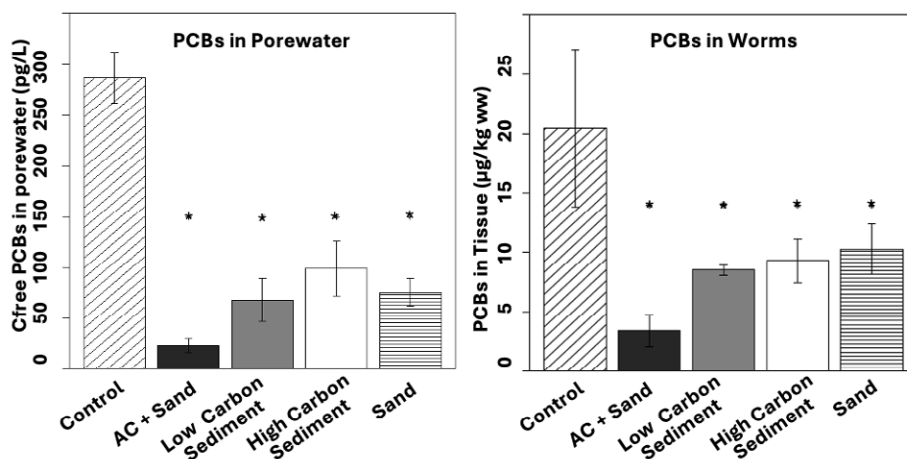 PCBs in Porewater
Cfree PCBs in porewater (pg/L)
300
250
200
150
100
50
0
* * * *
Control
AC + Sand
Low Carbon
Sediment
High Carbon
Sediment
Sand
PCBs in Worms
PCBs in Tissue (µg/kg ww)
25
20
15
10
5
0
* * * *
Control
AC + Sand
Low Carbon
Sediment
High Carbon
Sediment
Sand